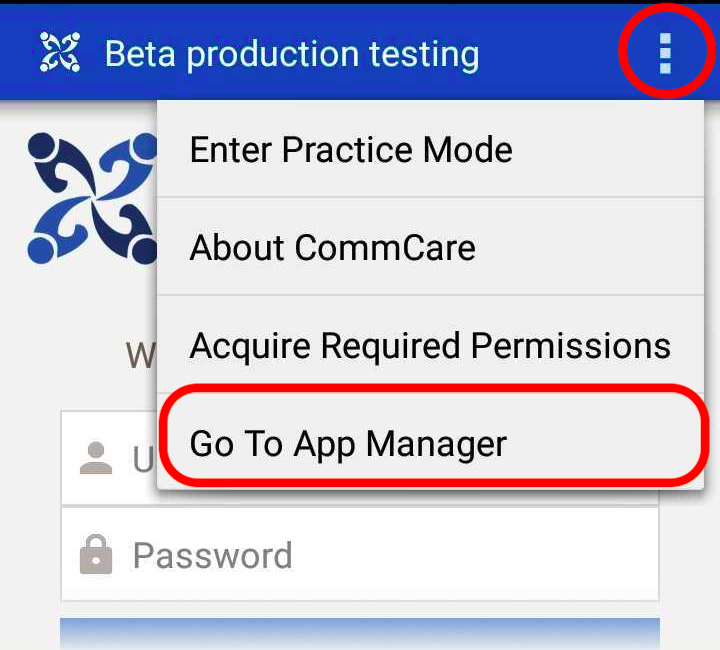 Beta production testing
Enter Practice Mode
About CommCare
Acquire Required Permissions
W
Go To App Manager
U
Password